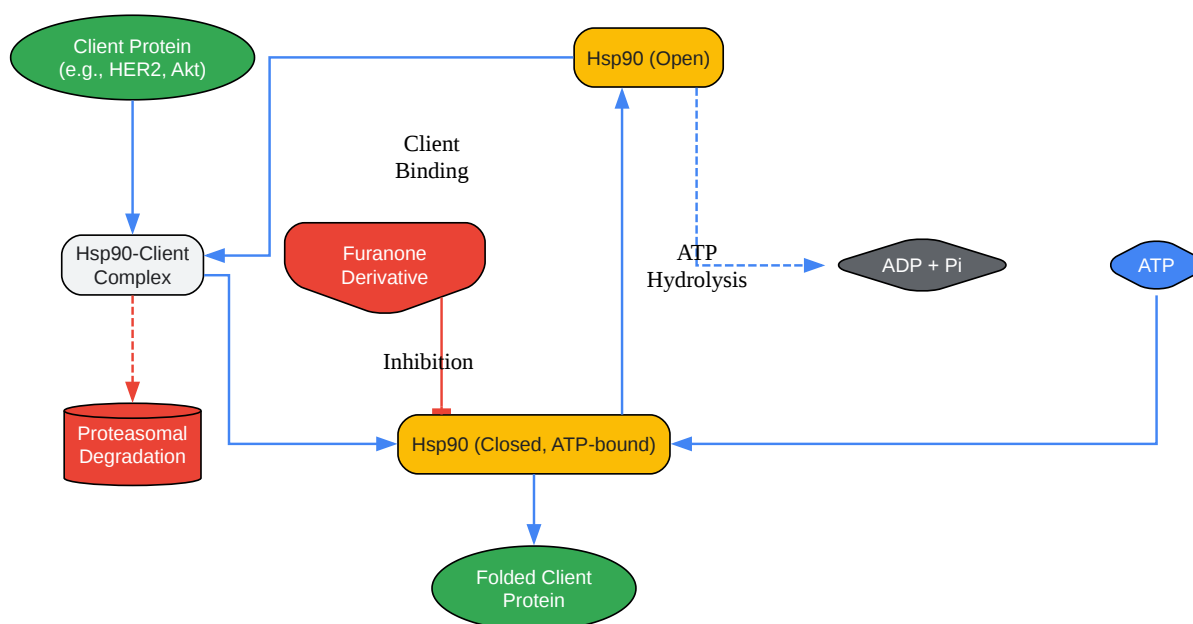 Client Protein
(e.g., HER2, Akt)
Hsp90 (Open)
Client
Binding
Hsp90-Client
Complex
Furanone
Derivative
ATP
Hydrolysis
ADP + Pi
ATP
Inhibition
Proteasomal
Degradation
Hsp90 (Closed, ATP-bound)
Folded Client
Protein